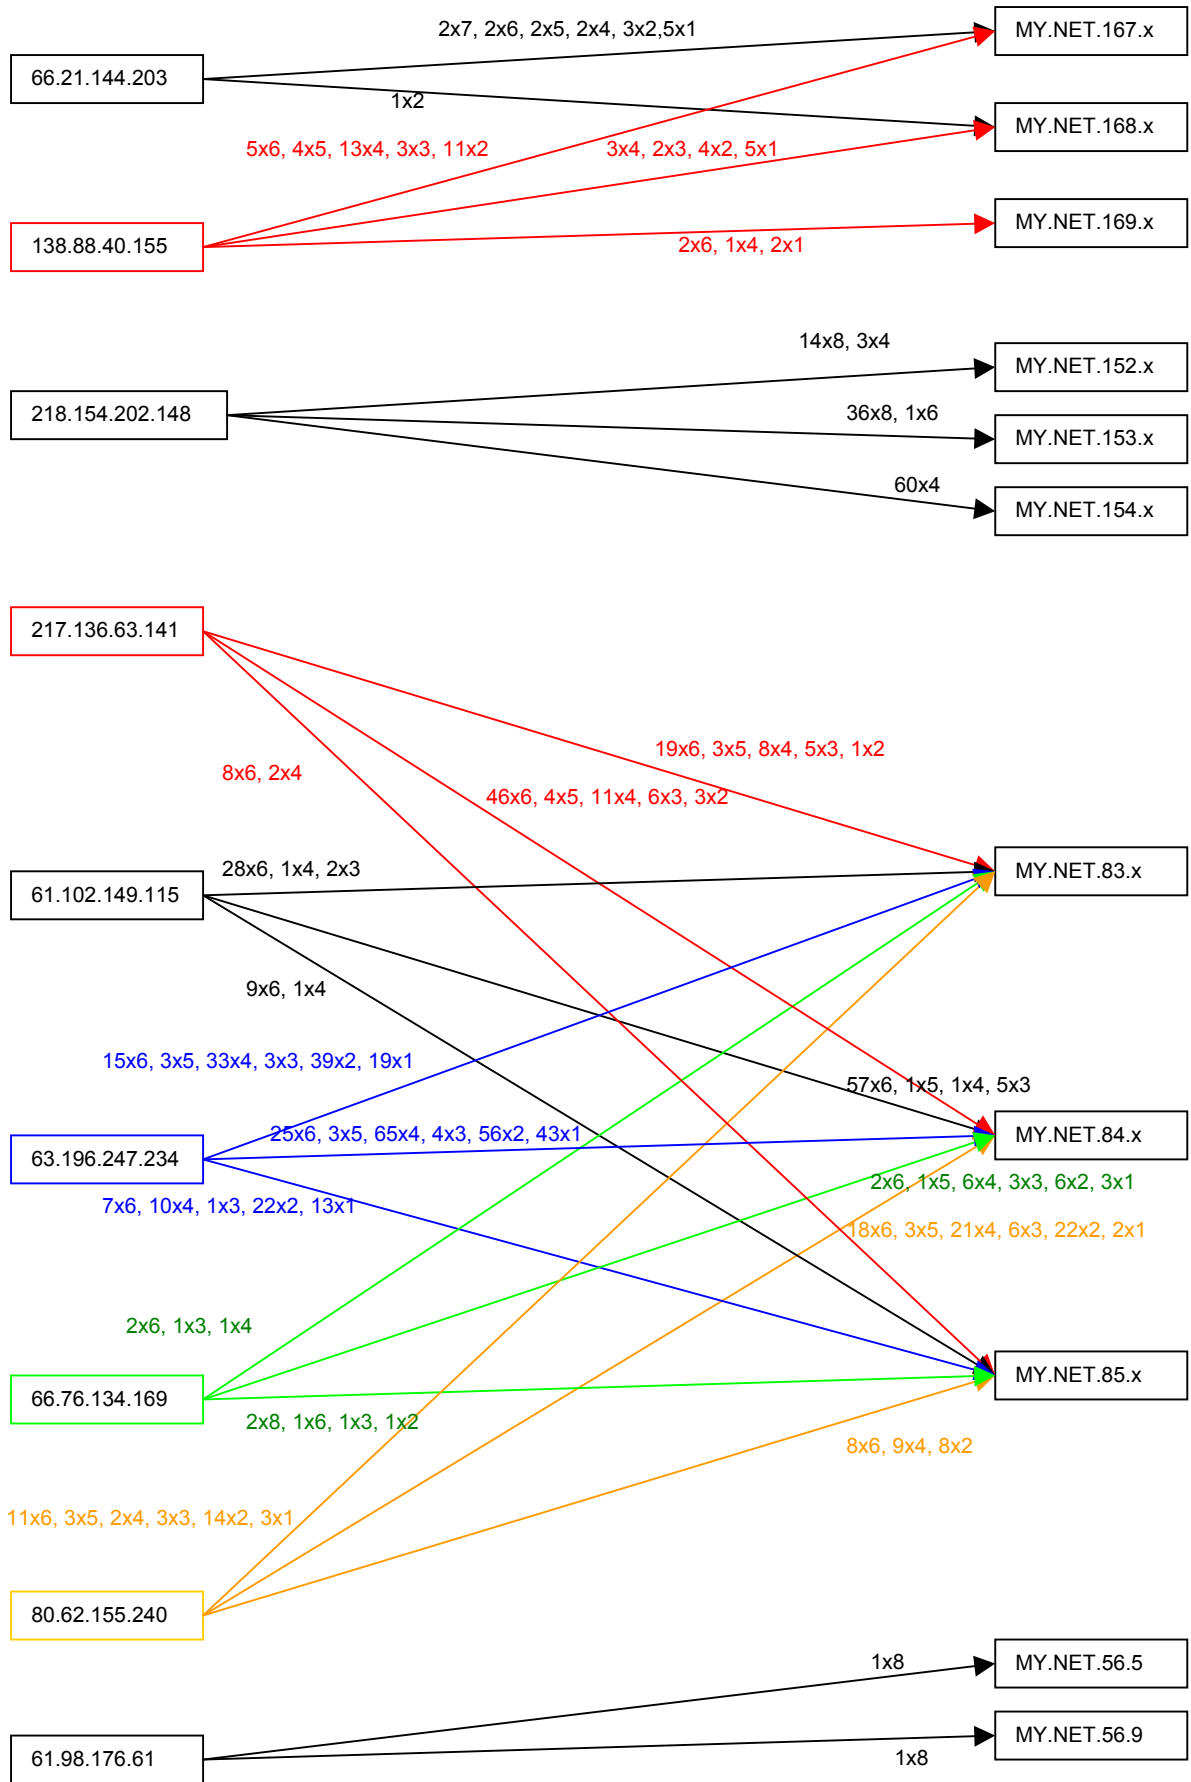 2x7, 2x6, 2x5, 2x4, 3x2,5x1
MY.NET.167.x
66.21.144.203
1x2
MY.NET.168.x
5x6, 4x5, 13x4, 3x3, 11x2
3x4, 2x3, 4x2, 5x1
MY.NET.169.x
138.88.40.155
2x6, 1x4, 2x1
14x8, 3x4
MY.NET.152.x
218.154.202.148
36x8, 1x6
MY.NET.153.x
60x4
MY.NET.154.x
217.136.63.141
19x6, 3x5, 8x4, 5x3, 1x2
8x6, 2x4
46x6, 4x5, 11x4, 6x3, 3x2
28x6, 1x4, 2x3
MY.NET.83.x
61.102.149.115
9x6, 1x4
15x6, 3x5, 33x4, 3x3, 39x2, 19x1
57x6, 1x5, 1x4, 5x3
25x6, 3x5, 65x4, 4x3, 56x2, 43x1
MY.NET.84.x
63.196.247.234
2x6, 1x5, 6x4, 3x3, 6x2, 3x1
7x6, 10x4, 1x3, 22x2, 13x1
18x6, 3x5, 21x4, 6x3, 22x2, 2x1
2x6, 1x3, 1x4
MY.NET.85.x
66.76.134.169
2x8, 1x6, 1x3, 1x2
8x6, 9x4, 8x2
11x6, 3x5, 2x4, 3x3, 14x2, 3x1
80.62.155.240
1x8
MY.NET.56.5
MY.NET.56.9
61.98.176.61
1x8